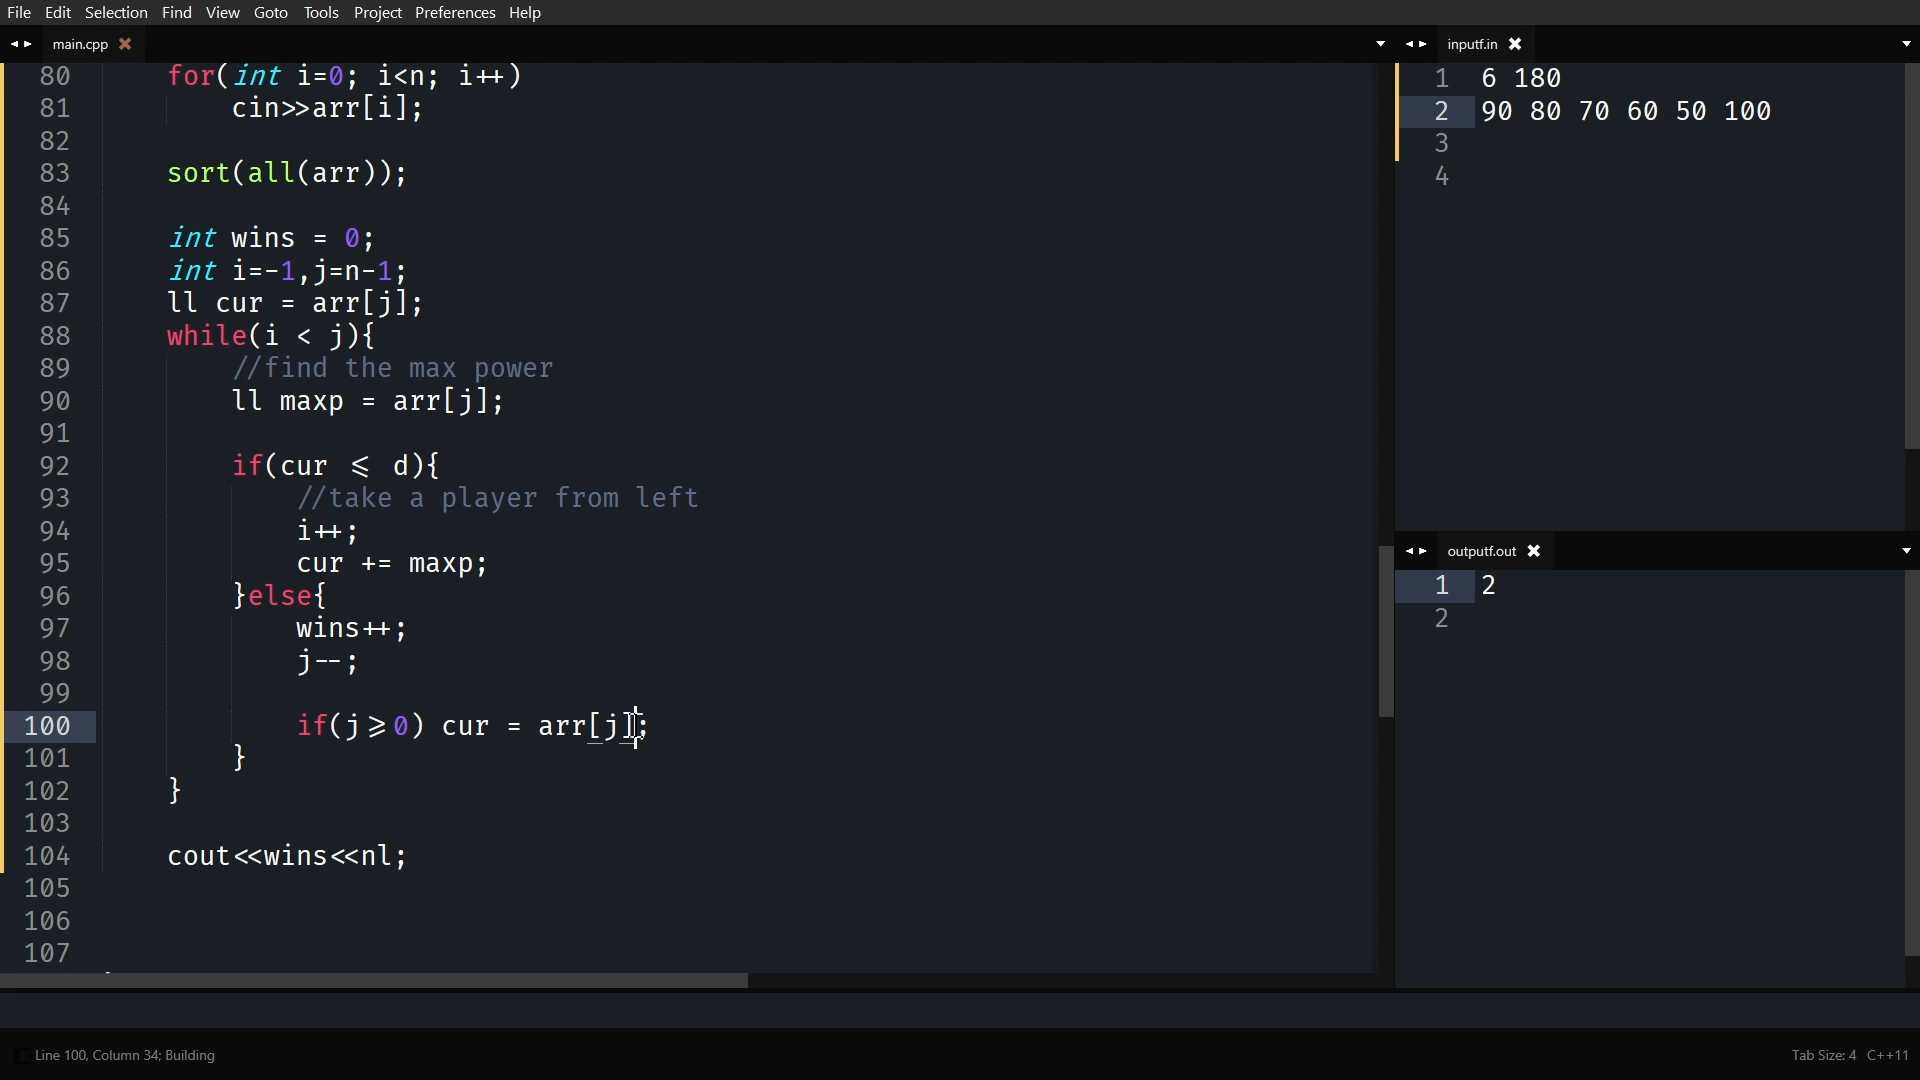 File Edit Selection Find View Goto Tools Project Preferences Help
main.cpp
80 for(int i=0; i<n; i++)
81 cin>>arr[i];
82
83 sort(all(arr));
84
85 int wins = 0;
86 int i=-1,j=n-1;
87 ll cur = arr[j];
88 while(i < j){
89 //find the max power
90 ll maxp = arr[j];
91
92 if(cur <= d){
93 //take a player from left
94 i++;
95 cur += maxp;
96 }else{
97 wins++;
98 j--;
99
100 if(j>=0) cur = arr[j];
101 }
102 }
103
104 cout<<wins<<nl;
105
106
107
inputf.in
1 6 180
2 90 80 70 60 50 100
3
4
outputf.out
1 2
2
Line 100, Column 34; Building
Tab Size: 4 C++11